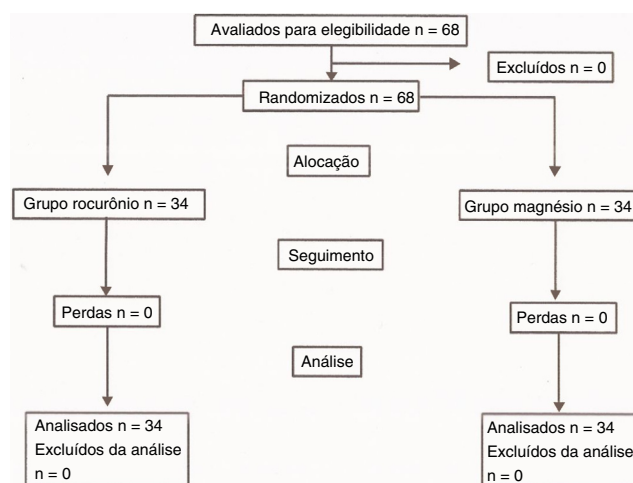 Avaliados para elegibilidade n = 68
Excluídos n = 0
Randomizados n = 68
Alocação
Grupo rocurônio n = 34
Grupo magnésio n = 34
Seguimento
Perdas n = 0
Perdas n = 0
Análise
Analisados n = 34
Excluídos da análise
n = 0
Analisados n = 34
Excluídos da análise
n = 0